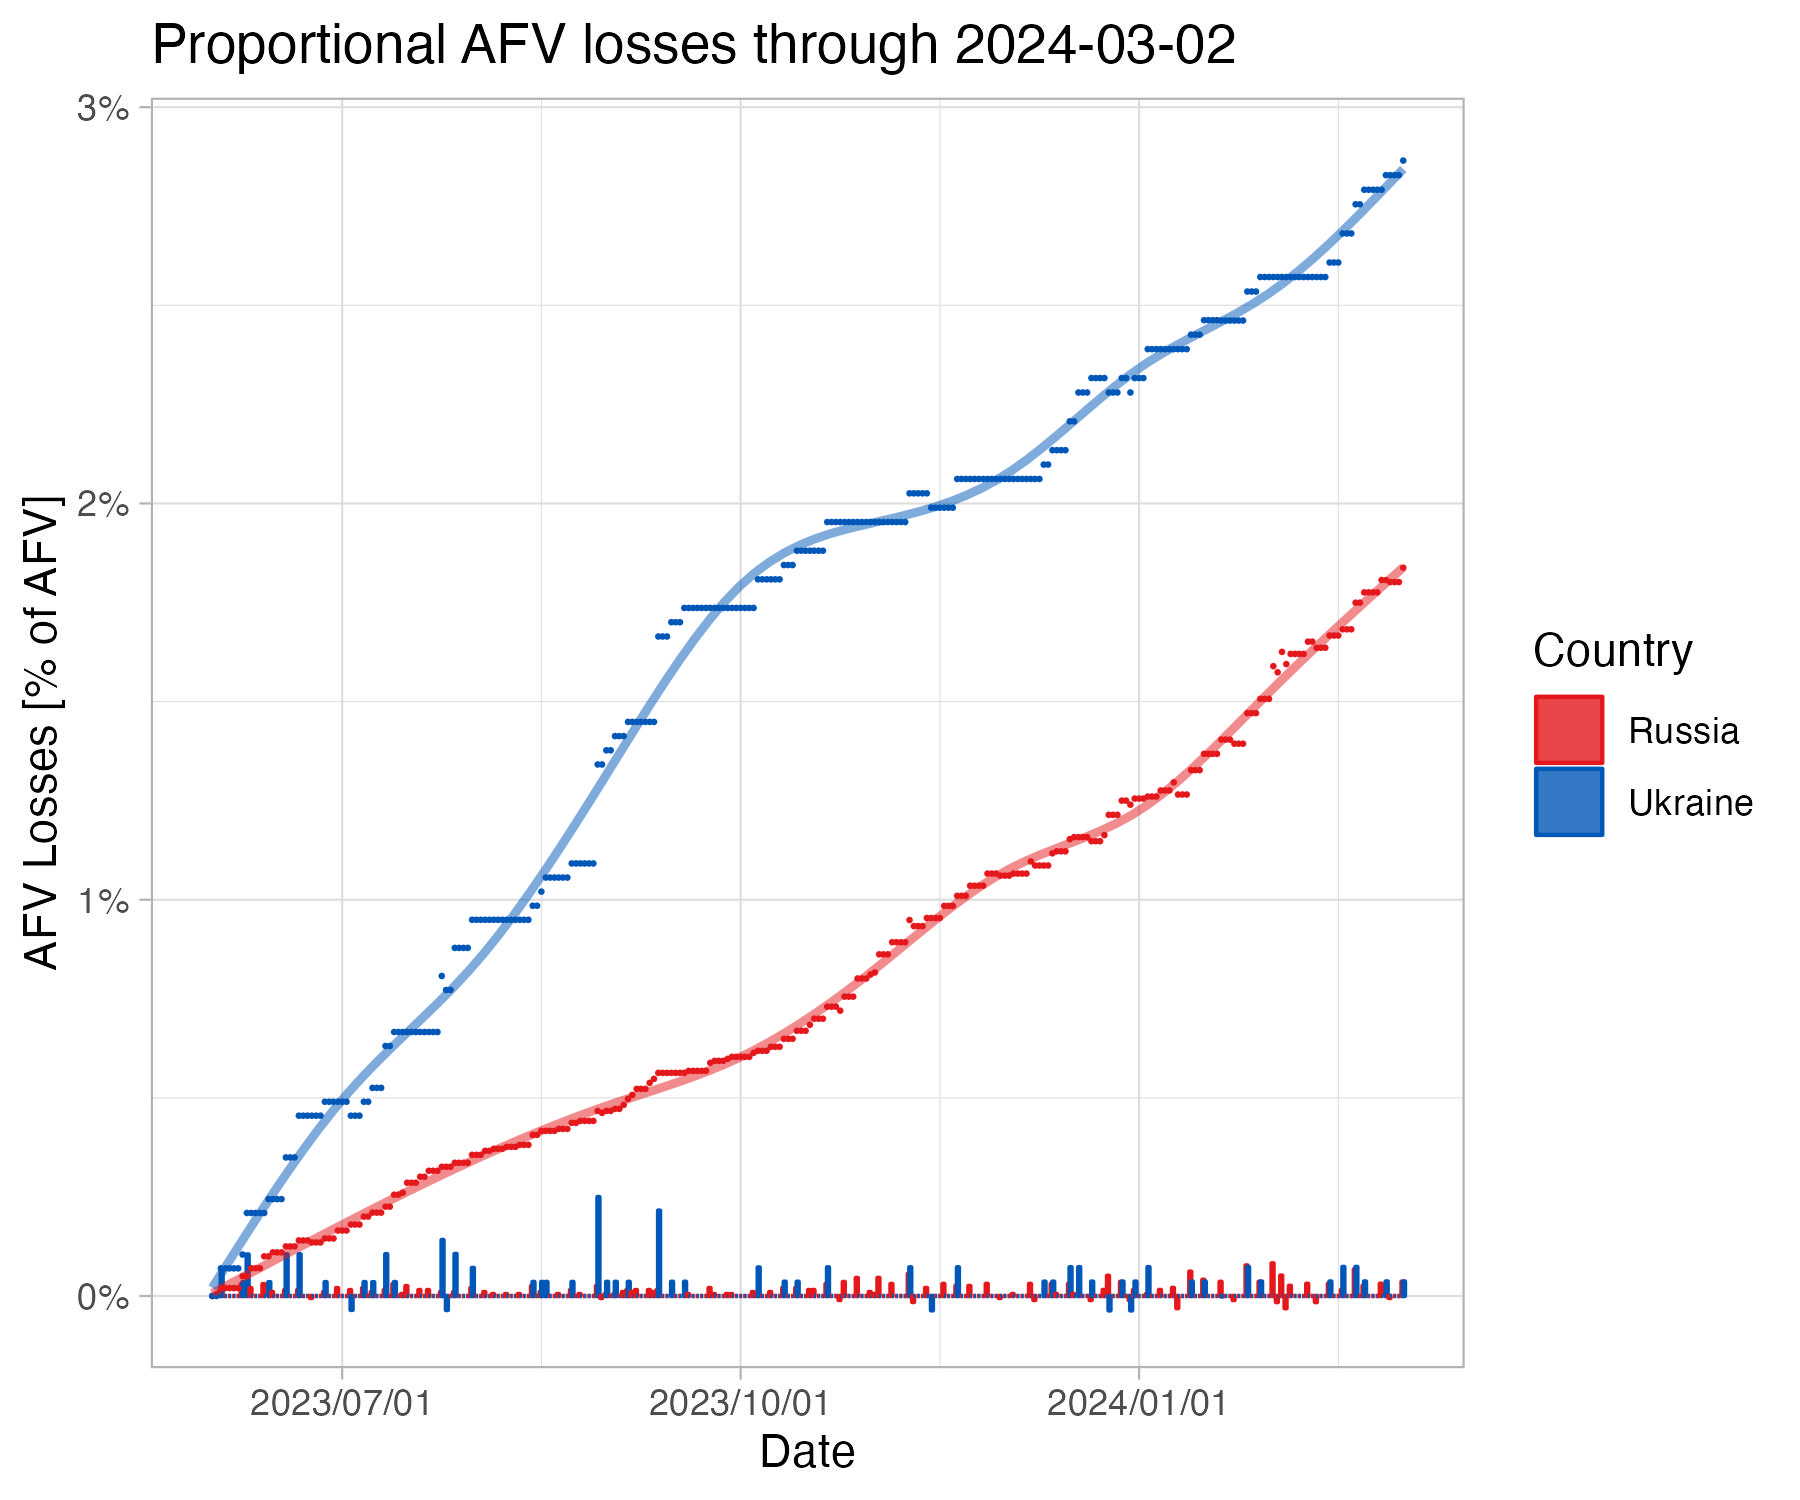 Proportional AFV losses through 2024-03-02
3%
2%
1%
0%
AFV Losses [% of AFV]
2023/07/01
2023/10/01
2024/01/01
Date
Country
Russia
Ukraine